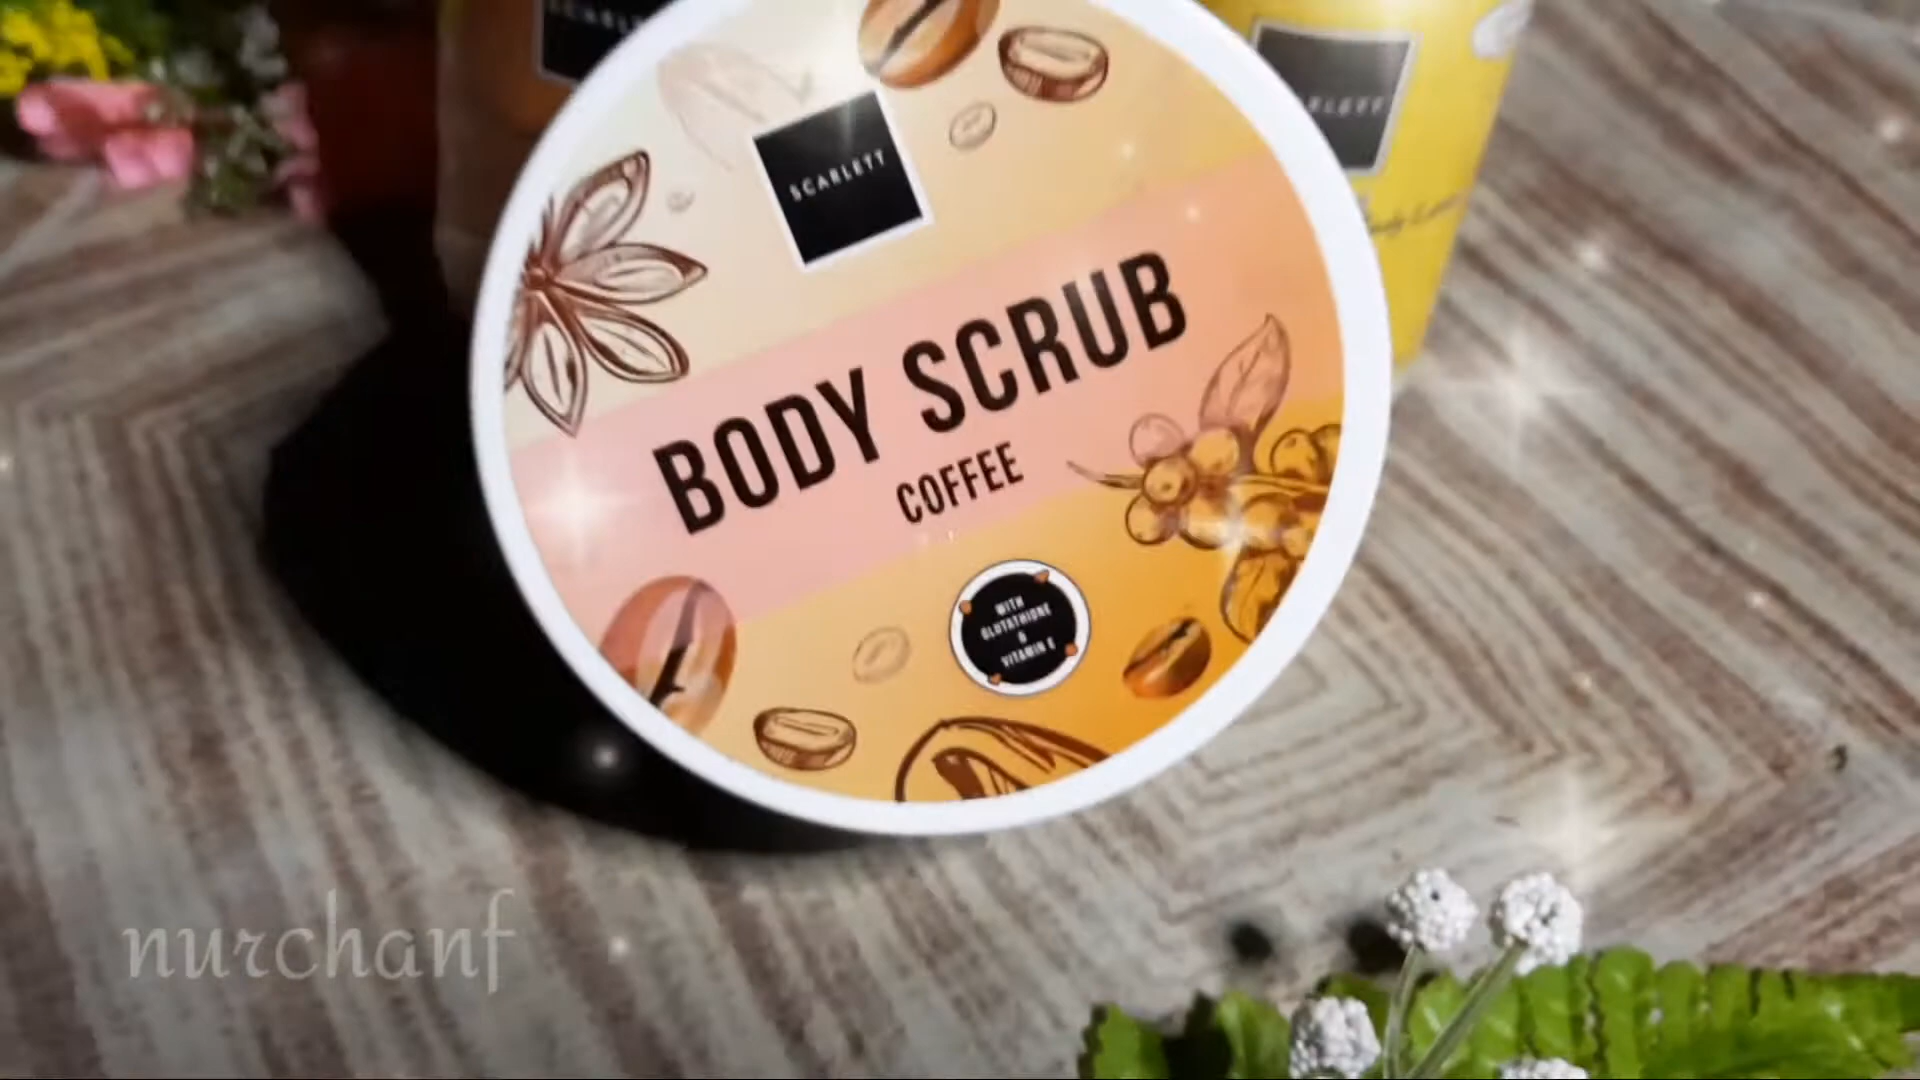 SCARLETT
BODY SCRUB
COFFEE
WITH
GLUTATHIONE
&
VITAMIN E
nurchanf